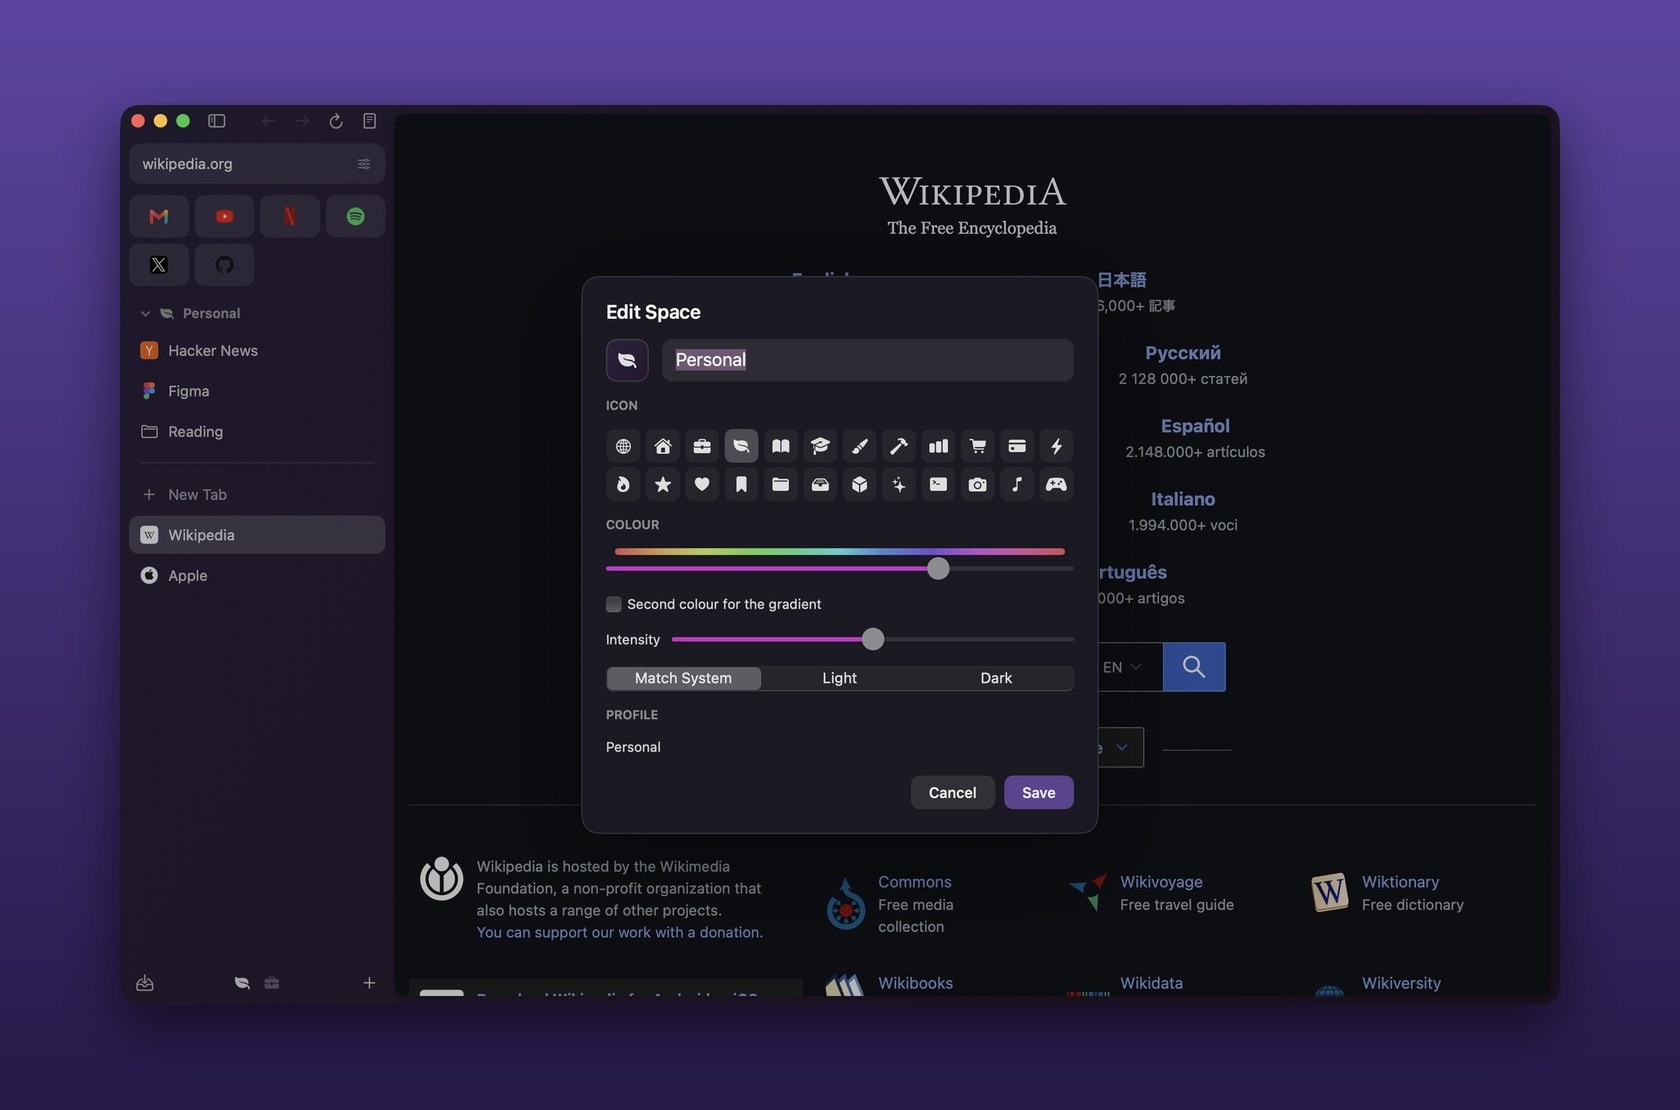 wikipedia.org
Personal
Hacker News
Figma
Reading
New Tab
Wikipedia
Apple
WIKIPEDIA
The Free Encyclopedia
日本語
6,000+ 記事
Русский
2 128 000+ статей
Español
2.148.000+ artículos
Italiano
1.994.000+ voci
rtuguês
000+ artigos
EN
Edit Space
Personal
ICON
COLOUR
Second colour for the gradient
Intensity
Match System Light Dark
PROFILE
Personal
Cancel Save
Wikipedia is hosted by the Wikimedia
Foundation, a non-profit organization that
also hosts a range of other projects.
You can support our work with a donation.
Commons
Free media
collection
Wikivoyage
Free travel guide
Wiktionary
Free dictionary
Wikibooks
Wikidata
Wikiversity